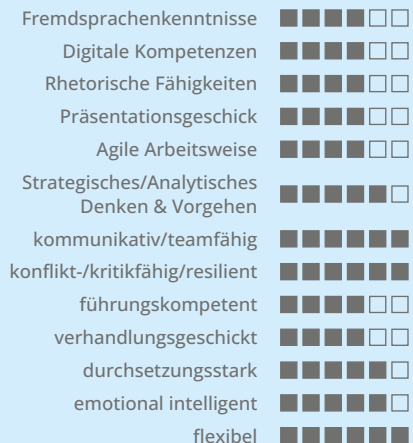 Fremdsprachenkenntnisse
Digitale Kompetenzen
Rhetorische Fähigkeiten
Präsentationsgeschick
Agile Arbeitsweise
Strategisches/Analytisches
Denken & Vorgehen
kommunikativ/teamfähig
konflikt-/kritikfähig/resilient
führungskompetent
verhandlungsgeschickt
durchsetzungsstark
emotional intelligent
flexibel